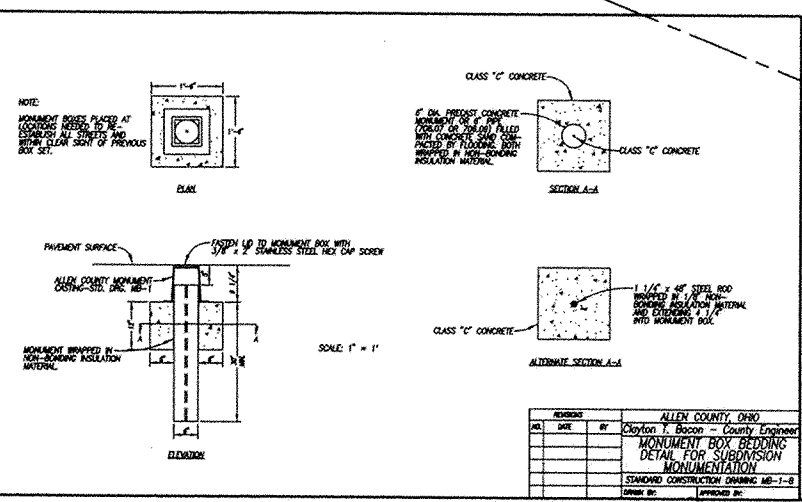 NOTE:
MONUMENT BOXES PLACED AT
LOCATIONS NEEDED TO RE-
ESTABLISH ALL STREETS AND
WITHIN CLEAR SIGHT OF PREVIOUS
BOX SET.
1'-6"
1'-6"
PLAN
CLASS "C" CONCRETE
6" DIA. PRECAST CONCRETE
MONUMENT OR 6" PIPE
(706.07 OR 706.08) FILLED
WITH CONCRETE SAND COM-
PACTED BY FLOODING. BOTH
WRAPPED IN NON-BONDING
INSULATION MATERIAL.
CLASS "C" CONCRETE
SECTION A-A
PAVEMENT SURFACE
FASTEN LID TO MONUMENT BOX WITH
3/8" x 2" STAINLESS STEEL HEX CAP SCREW
ALLEN COUNTY MONUMENT
CASTING-STD. DRG. MB-1
12"
A
A
6"
6"
MONUMENT WRAPPED IN
NON-BONDING INSULATION
MATERIAL.
6"
ELEVATION
SCALE: 1" = 1'
1 1/4" x 48" STEEL ROD
WRAPPED IN 1/8" NON-
BONDING INSULATION MATERIAL
AND EXTENDING 4 1/4"
INTO MONUMENT BOX.
CLASS "C" CONCRETE
ALTERNATE SECTION A-A
REVISIONS
NO. DATE BY
ALLEN COUNTY, OHIO
Clayton T. Bacon - County Engineer
MONUMENT BOX BEDDING
DETAIL FOR SUBDIVISION
MONUMENTATION
STANDARD CONSTRUCTION DRAWING MB-1-B
DRAWN BY: APPROVED BY: